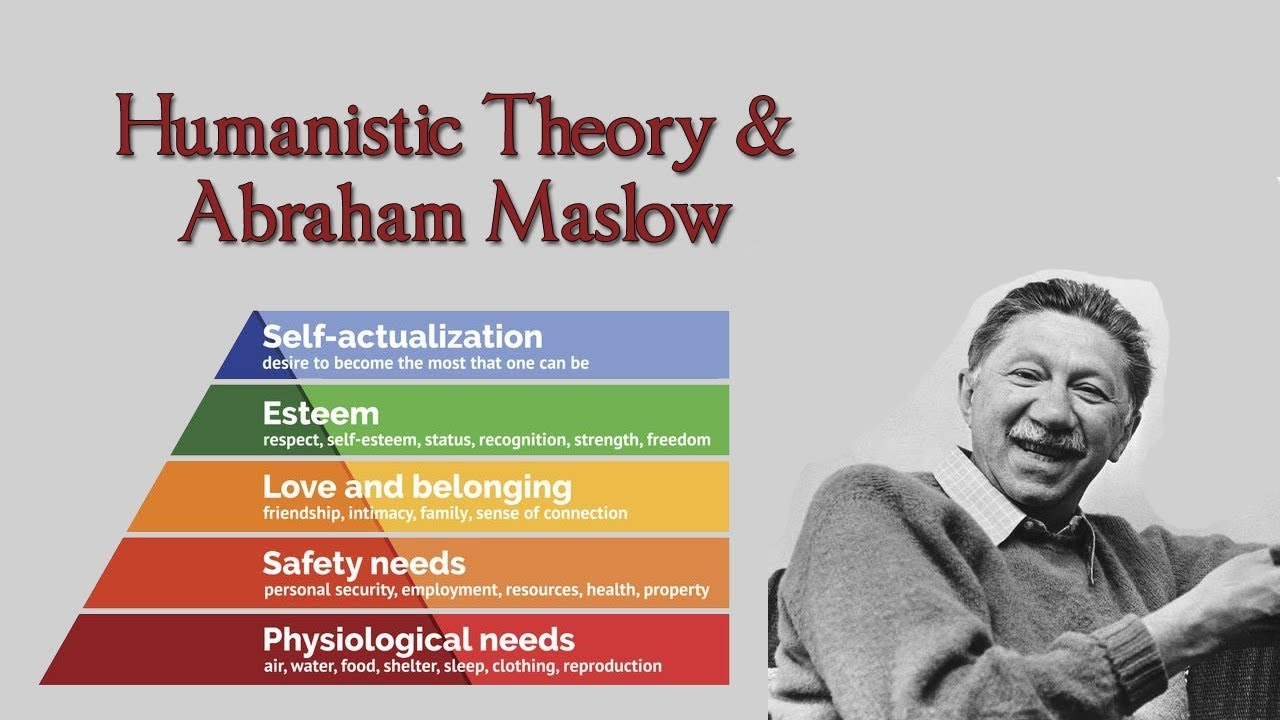 Humanistic Theory &
Abraham Maslow
Self-actualization
desire to become the most that one can be
Esteem
respect, self-esteem, status, recognition, strength, freedom
Love and belonging
friendship, intimacy, family, sense of connection
Safety needs
personal security, employment, resources, health, property
Physiological needs
air, water, food, shelter, sleep, clothing, reproduction